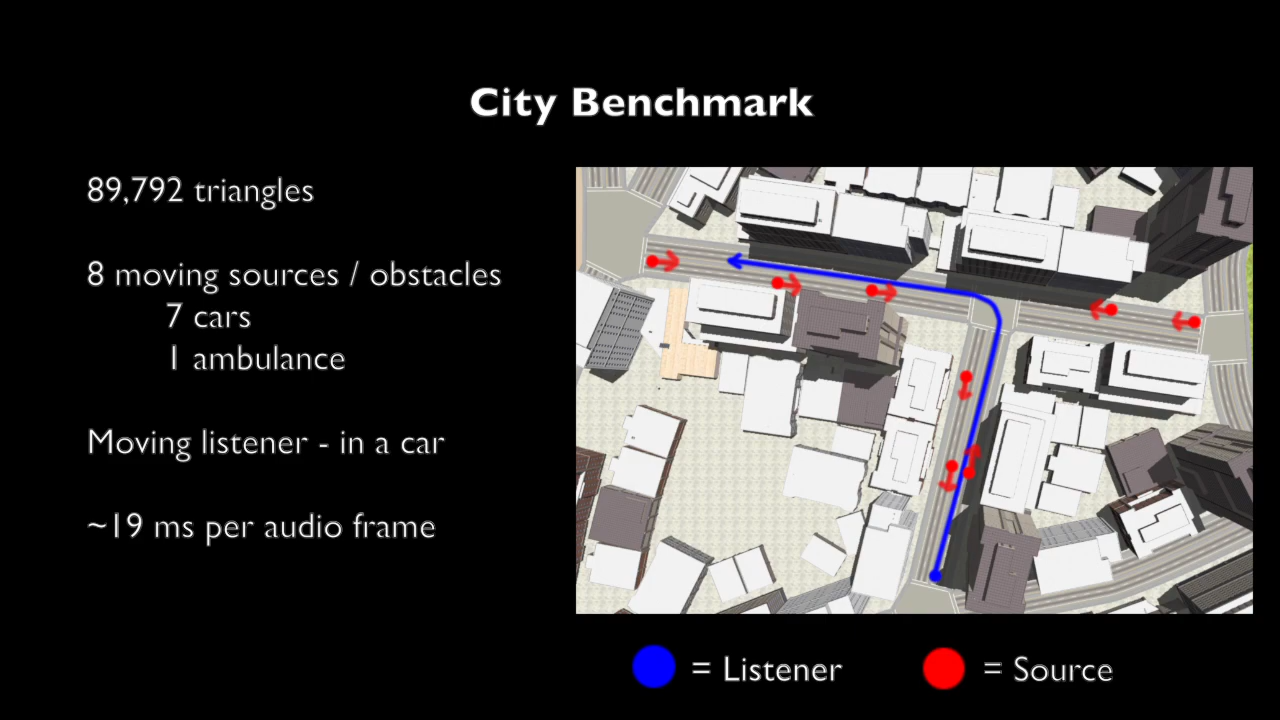 City Benchmark
89,792 triangles
8 moving sources / obstacles
7 cars
1 ambulance
Moving listener - in a car
~19 ms per audio frame
= Listener
= Source